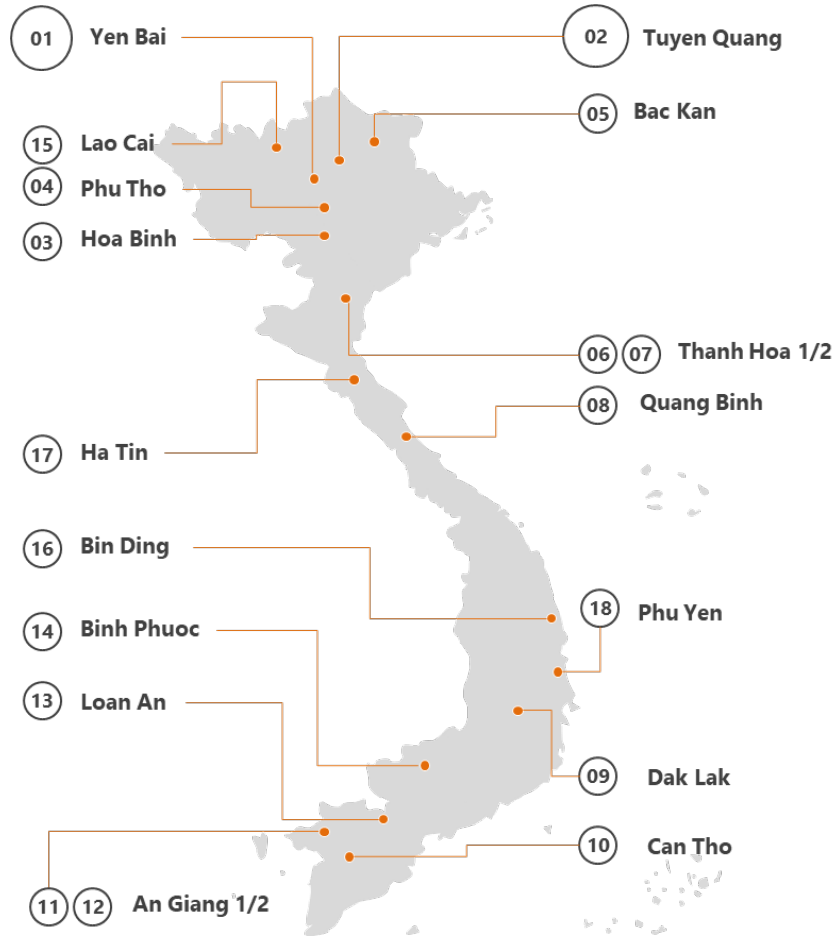 01 Yen Bai
02 Tuyen Quang
05 Bac Kan
15 Lao Cai
04 Phu Tho
03 Hoa Binh
06 07 Thanh Hoa 1/2
08 Quang Binh
17 Ha Tin
16 Bin Ding
18 Phu Yen
14 Binh Phuoc
13 Loan An
09 Dak Lak
10 Can Tho
11 12 An Giang 1/2